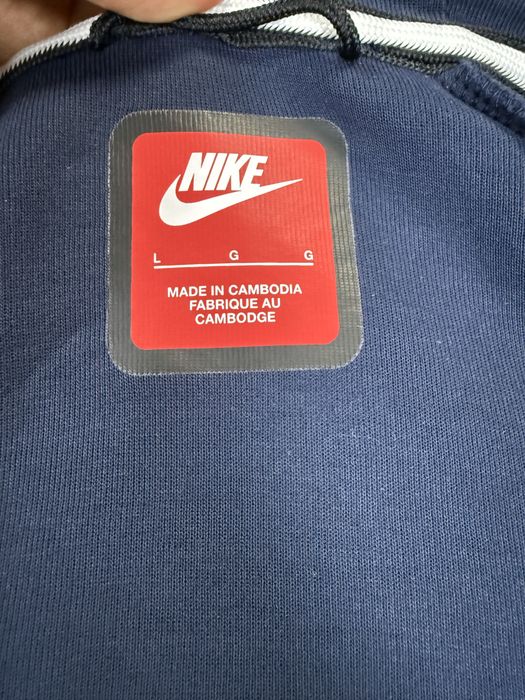 NIKE
L G G
MADE IN CAMBODIA
FABRIQUE AU
CAMBODGE